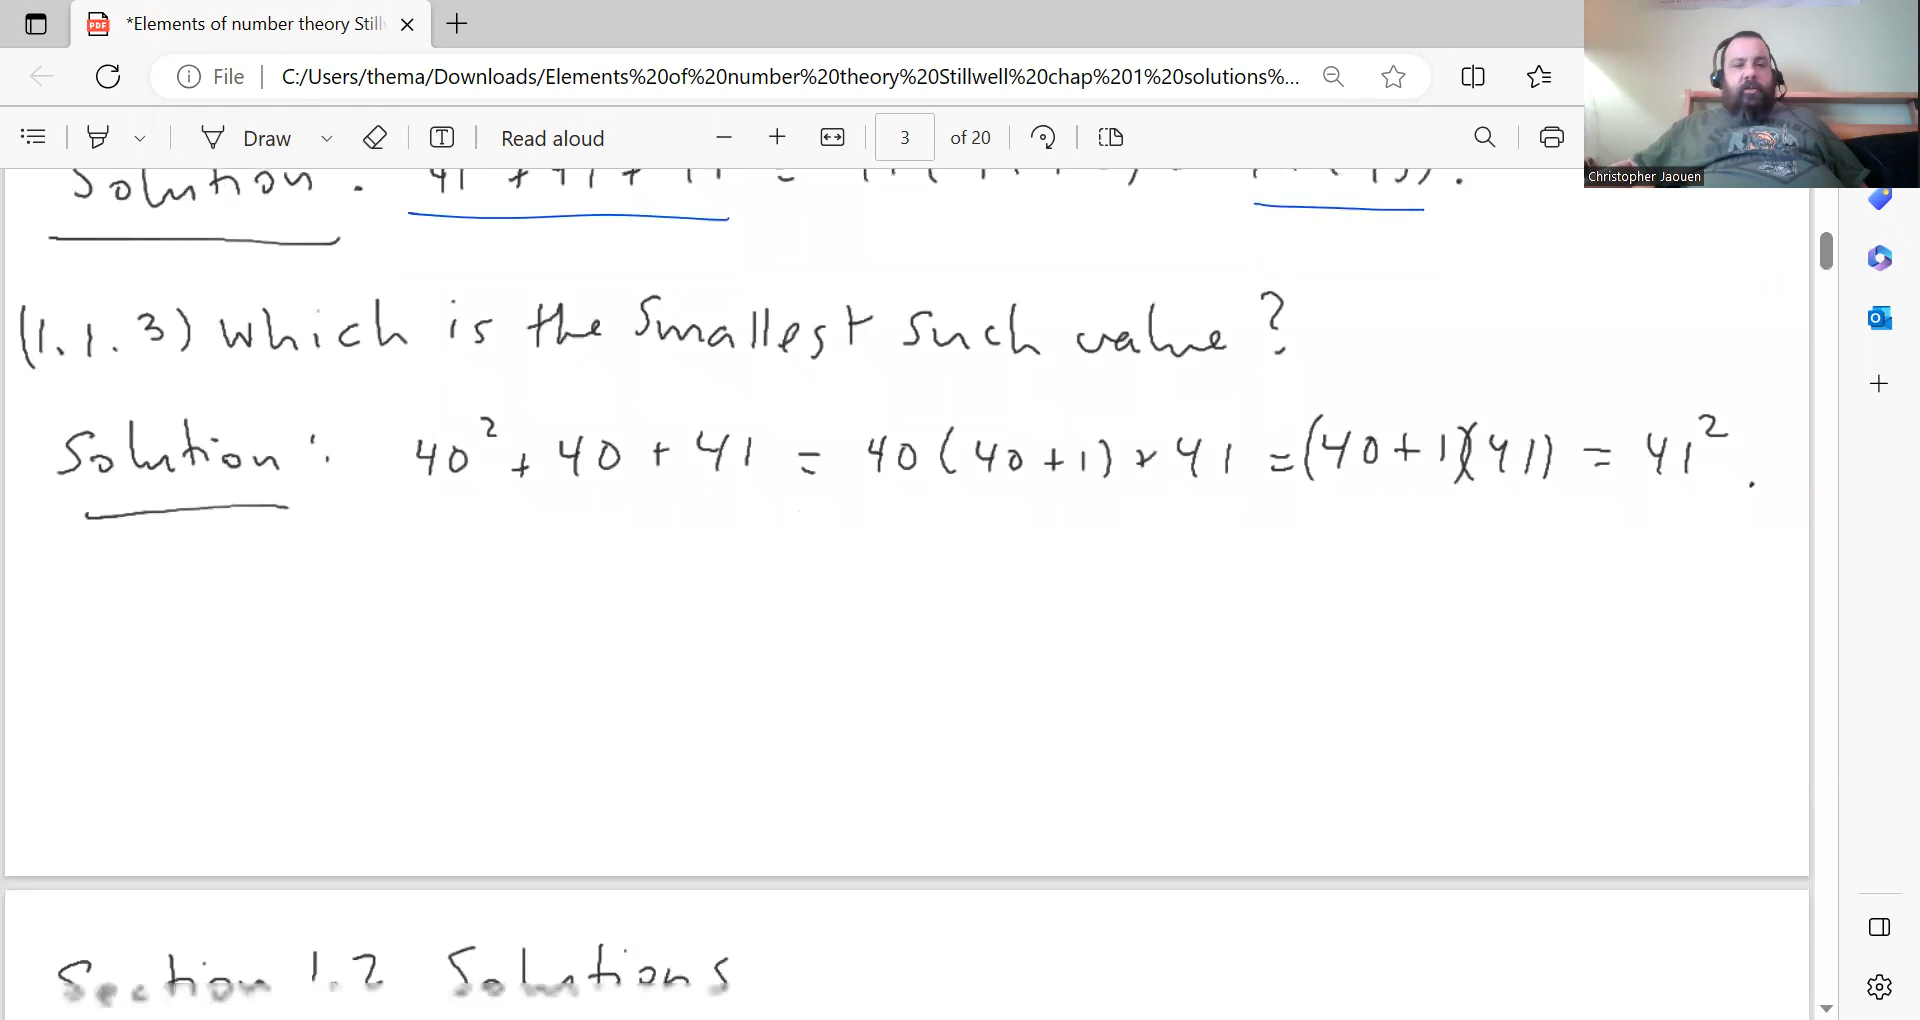 *Elements of number theory Still
File
C:/Users/thema/Downloads/Elements%20of%20number%20theory%20Stillwell%20chap%201%20solutions%...
Draw
Read aloud
3 of 20
Christopher Jaouen
Solution.
(1.1.3) Which is the smallest such value?
Solution: 40² + 40 + 41 = 40(40+1) + 41 = (40+1)(41) = 41².
Section 1.2 Solutions